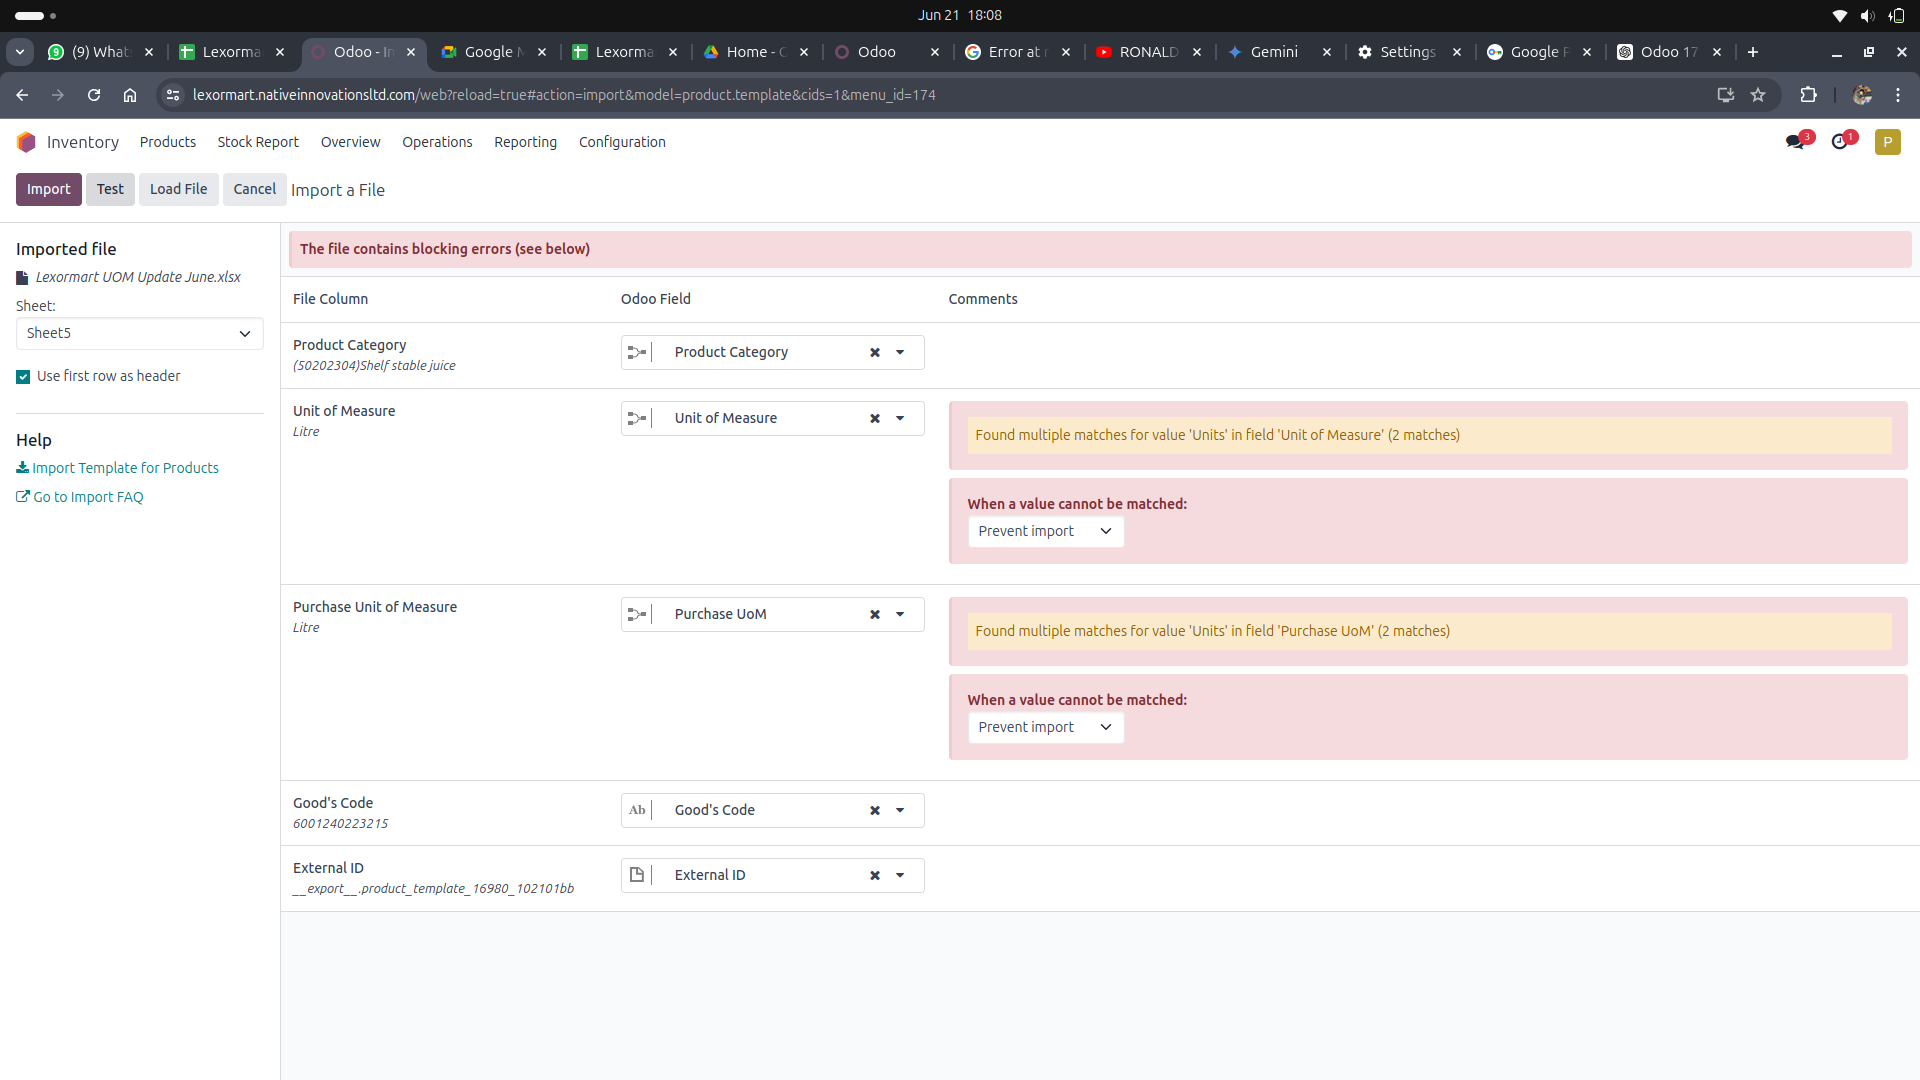 Jun 21 18:08
(9) Whats
Lexorma
Odoo - In
Google M
Lexorma
Home - G
Odoo
Error at r
RONALD
Gemini
Settings
Google P
Odoo 17
lexormart.nativeinnovationsltd.com/web?reload=true#action=import&model=product.template&cids=1&menu_id=174
Inventory Products Stock Report Overview Operations Reporting Configuration 3 1 P
Import Test Load File Cancel Import a File
Imported file
Lexormart UOM Update June.xlsx
Sheet:
Sheet5
Use first row as header
Help
Import Template for Products
Go to Import FAQ
The file contains blocking errors (see below)
File Column Odoo Field Comments
Product Category
(50202304)Shelf stable juice
Product Category
Unit of Measure
Litre
Unit of Measure
Found multiple matches for value 'Units' in field 'Unit of Measure' (2 matches)
When a value cannot be matched:
Prevent import
Purchase Unit of Measure
Litre
Purchase UoM
Found multiple matches for value 'Units' in field 'Purchase UoM' (2 matches)
When a value cannot be matched:
Prevent import
Good's Code
6001240223215
Ab Good's Code
External ID
__export__.product_template_16980_102101bb
External ID